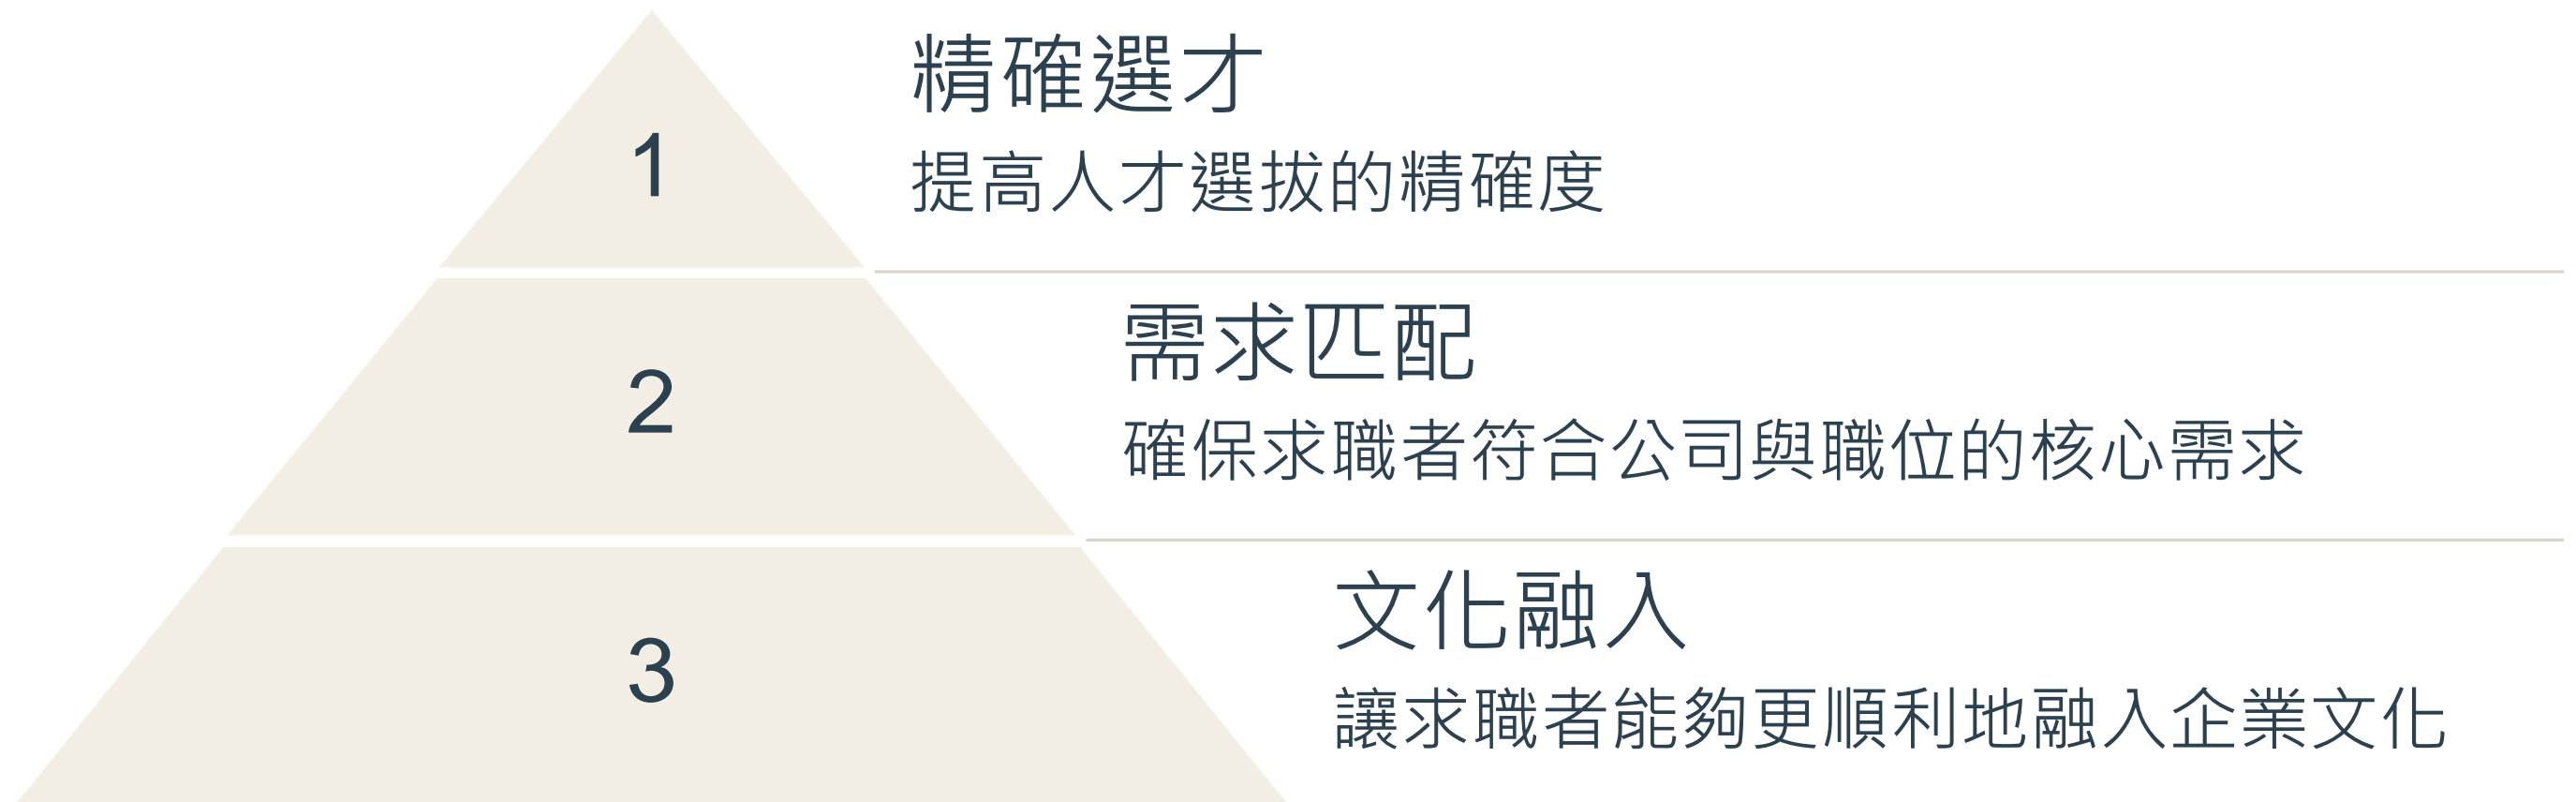 1
精確選才
提高人才選拔的精確度
2
需求匹配
確保求職者符合公司與職位的核心需求
3
文化融入
讓求職者能夠更順利地融入企業文化